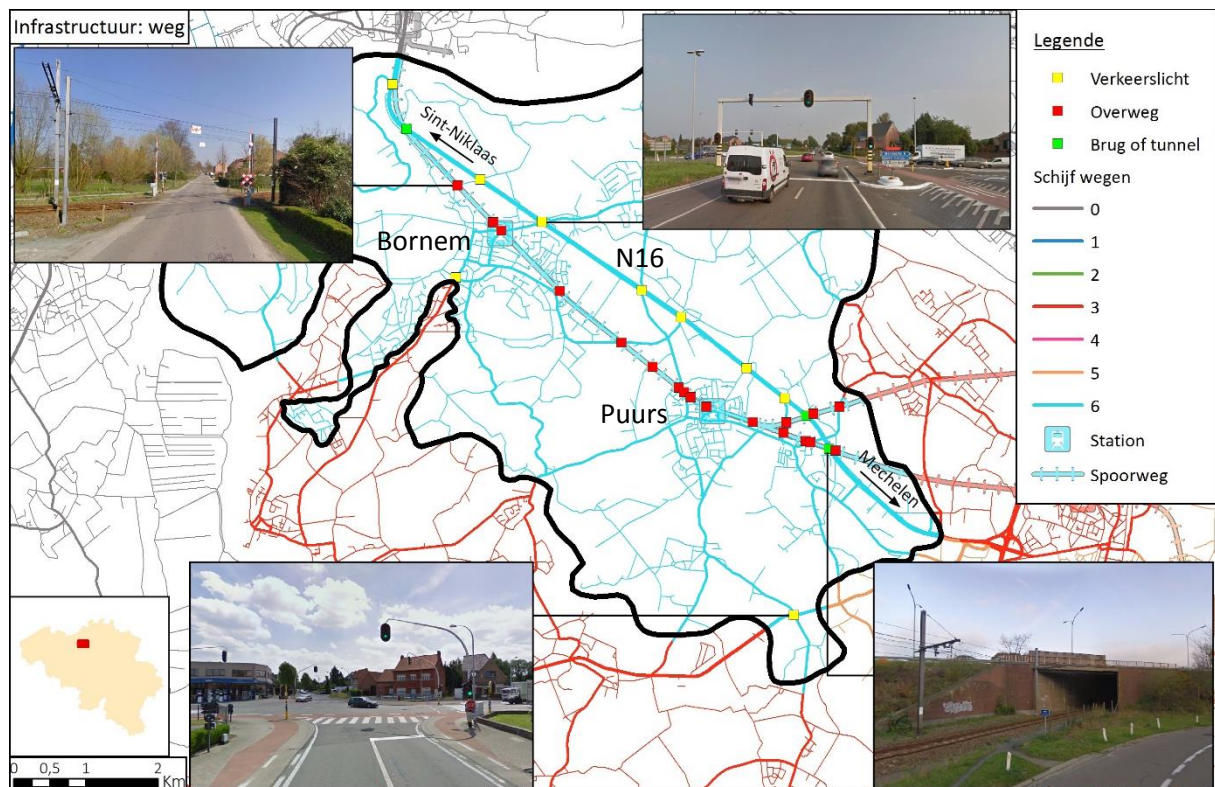 Infrastructuur: weg
Sint-Niklaas
Bornem
N16
Puurs
Mechelen
Legende
Verkeerslicht
Overweg
Brug of tunnel
Schijf wegen
0
1
2
3
4
5
6
Station
Spoorweg
0 0,5 1 2
Km